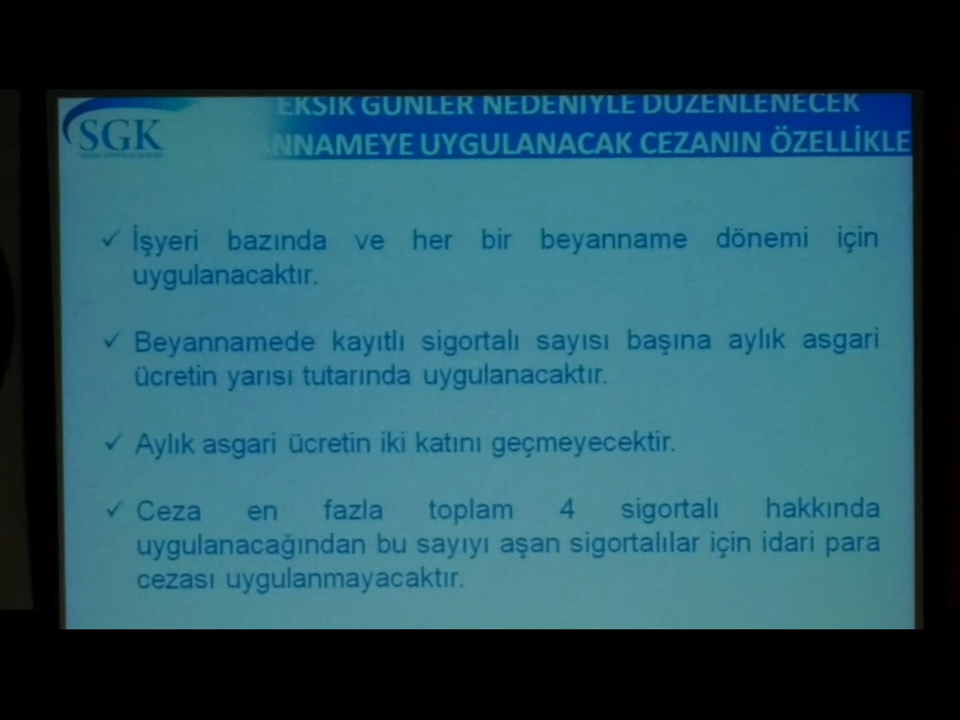 SGK
EKSİK GÜNLER NEDENİYLE DÜZENLENECEK
NNAMEYE UYGULANACAK CEZANIN ÖZELLİKLE
✓ İşyeri bazında ve her bir beyanname dönemi için
uygulanacaktır.
✓ Beyannamede kayıtlı sigortalı sayısı başına aylık asgari
ücretin yarısı tutarında uygulanacaktır.
✓ Aylık asgari ücretin iki katını geçmeyecektir.
✓ Ceza en fazla toplam 4 sigortalı hakkında
uygulanacağından bu sayıyı aşan sigortalılar için idari para
cezası uygulanmayacaktır.